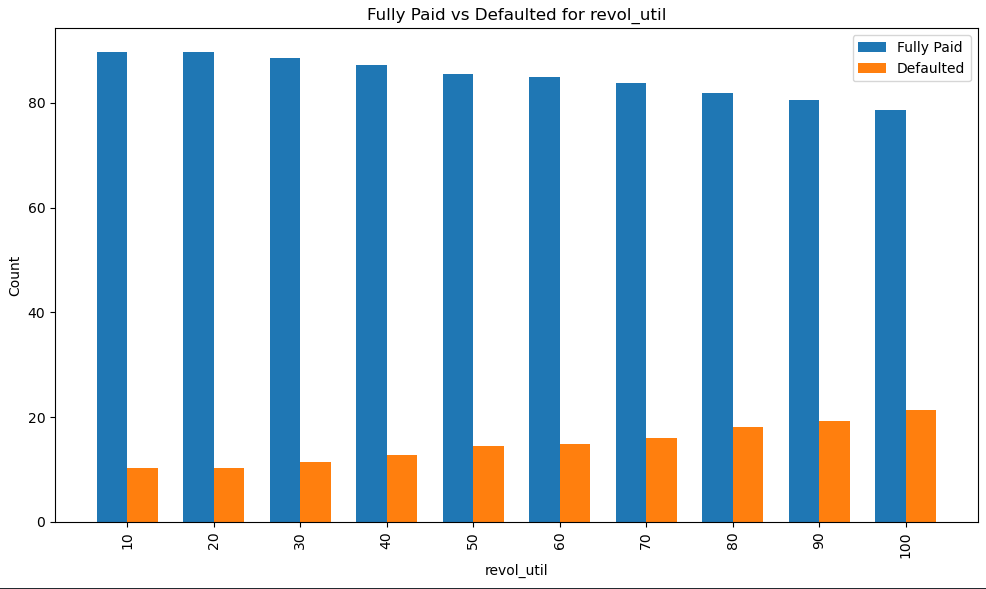 Fully Paid vs Defaulted for revol_util
Fully Paid
Defaulted
Count
80
60
40
20
0
10 20 30 40 50 60 70 80 90 100
revol_util